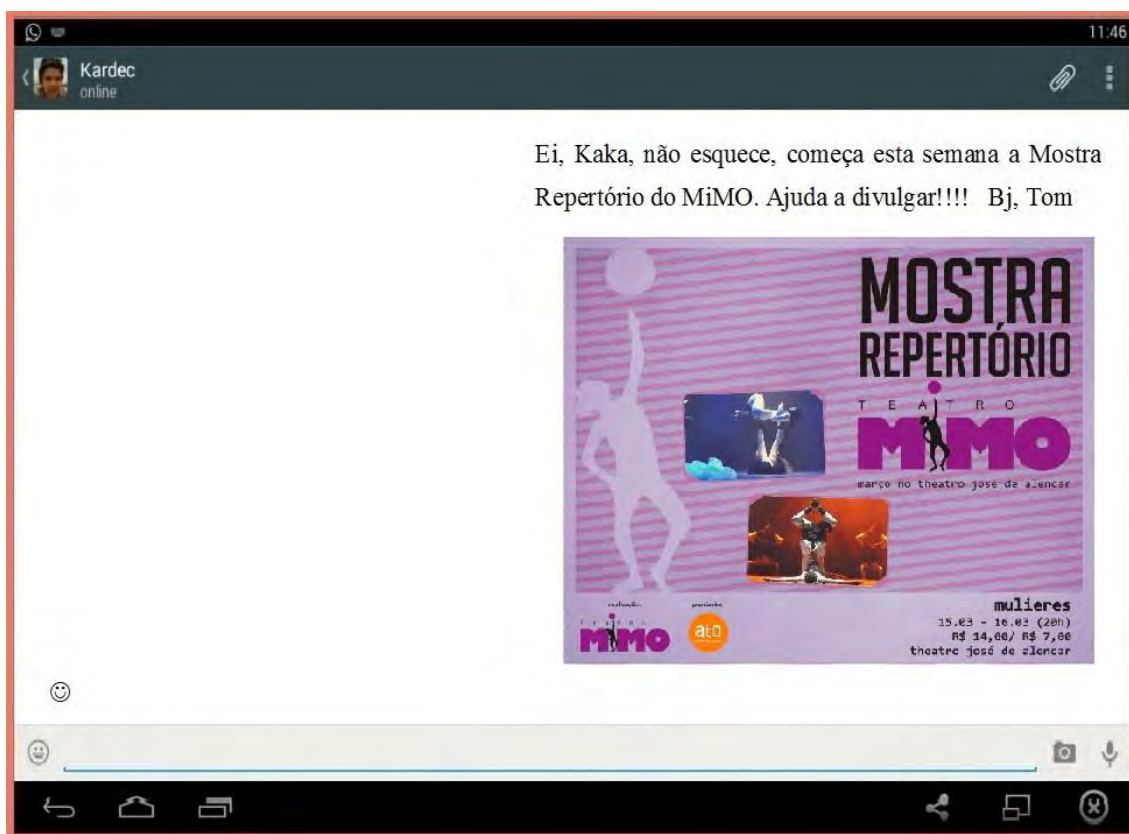 11:46
Kardec
online
Ei, Kaka, não esquece, começa esta semana a Mostra
Repertório do MiMO. Ajuda a divulgar!!!! Bj, Tom
MOSTRA
REPERTÓRIO
TEATRO
MiMO
março no theatro josé de alencar
MiMO
ato
mulieres
15.03 - 16.03 (20h)
R$ 14,00/ R$ 7,00
theatro josé de alencar